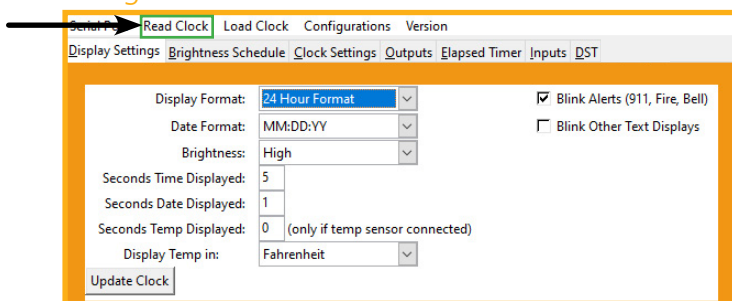 Serial Port Read Clock Load Clock Configurations Version
Display Settings Brightness Schedule Clock Settings Outputs Elapsed Timer Inputs DST
Display Format: 24 Hour Format Blink Alerts (911, Fire, Bell)
Date Format: MM:DD:YY Blink Other Text Displays
Brightness: High
Seconds Time Displayed: 5
Seconds Date Displayed: 1
Seconds Temp Displayed: 0 (only if temp sensor connected)
Display Temp in: Fahrenheit
Update Clock